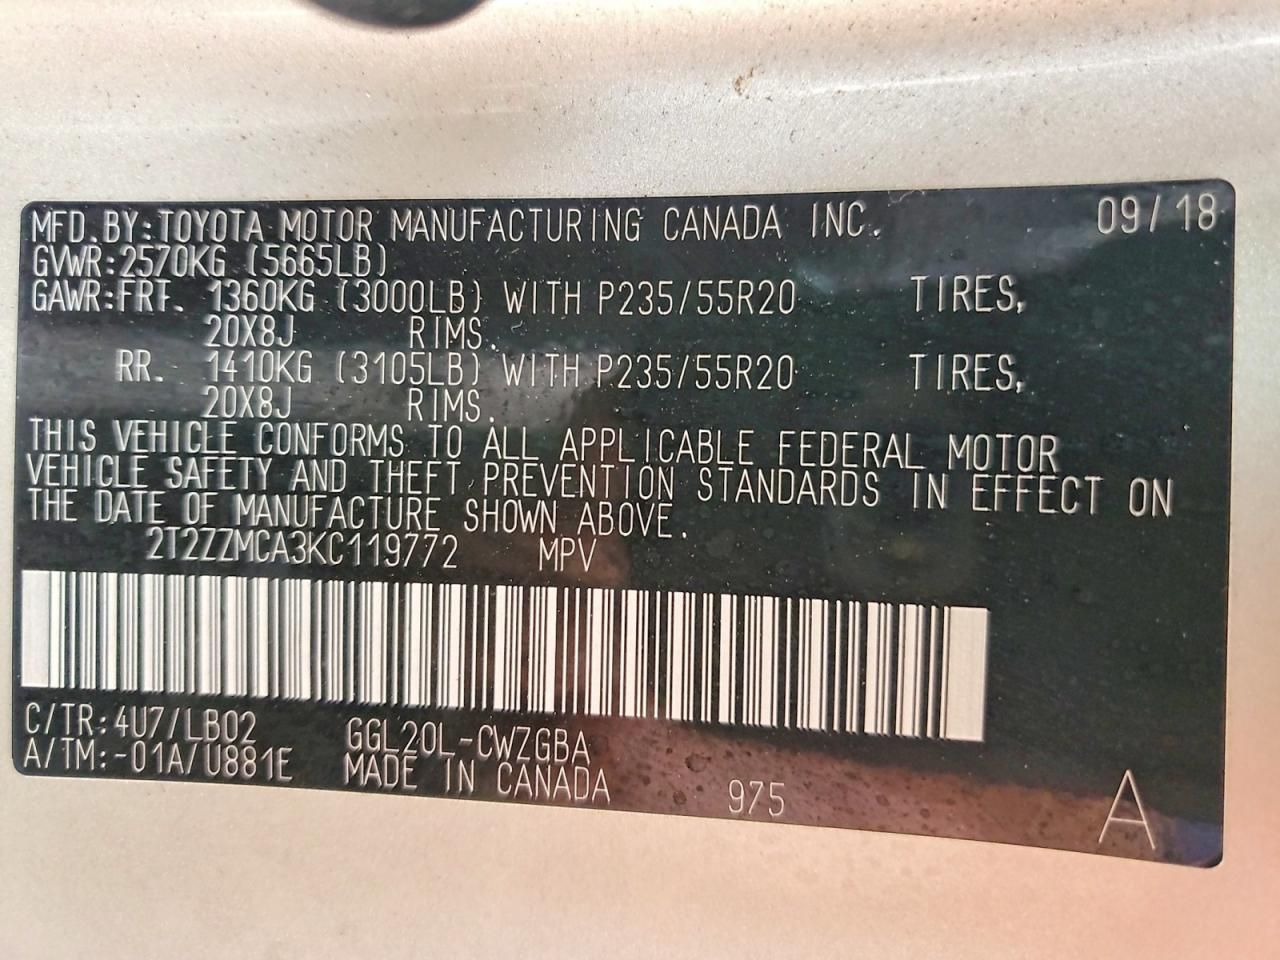 MFD. BY: TOYOTA MOTOR MANUFACTURING CANADA INC. 09/18
GVWR: 2570KG (5665LB)
GAWR: FRT. 1360KG (3000LB) WITH P235/55R20 TIRES,
20X8J RIMS.
RR. 1410KG (3105LB) WITH P235/55R20 TIRES,
20X8J RIMS.
THIS VEHICLE CONFORMS TO ALL APPLICABLE FEDERAL MOTOR
VEHICLE SAFETY AND THEFT PREVENTION STANDARDS IN EFFECT ON
THE DATE OF MANUFACTURE SHOWN ABOVE.
2T2ZZMCA3KC119772 MPV
C/TR: 4U7/LB02 GGL20L-CWZGBA
A/TM: -01A/U881E MADE IN CANADA 975 A